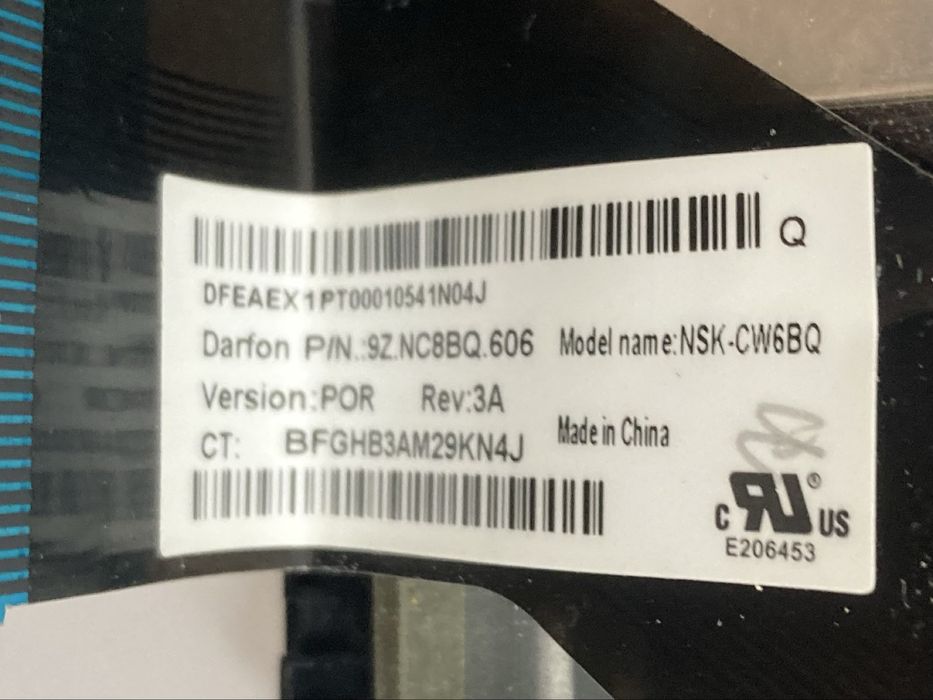 Q
DFEAEX1PT00010541N04J
Darfon P/N.:9Z.NC8BQ.606 Model name:NSK-CW6BQ
Version:POR Rev:3A
Made in China
CT: BFGHB3AM29KN4J
C RU ® US
E206453